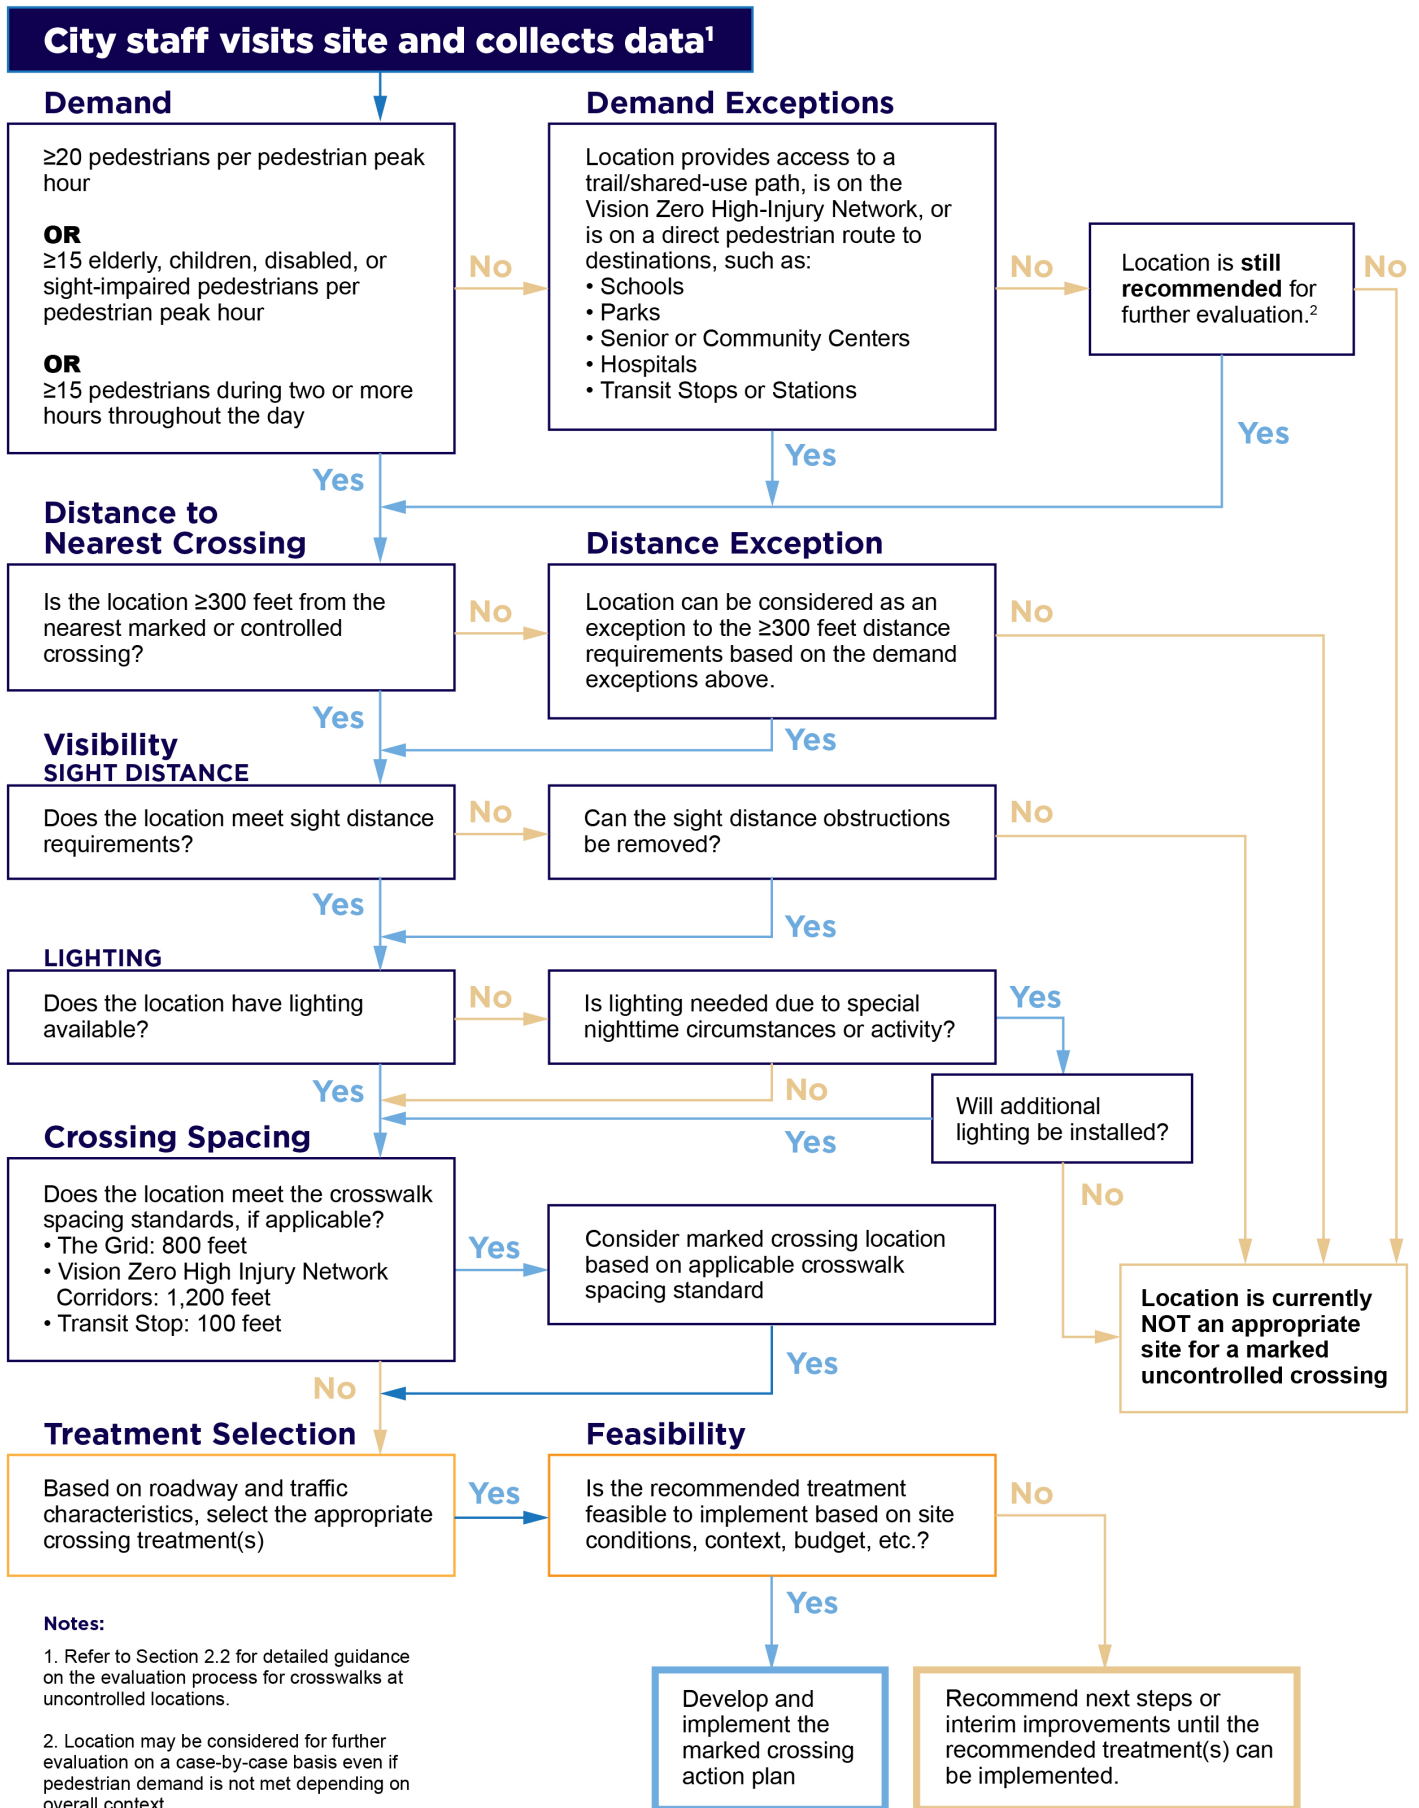 City staff visits site and collects data¹
Demand
≥20 pedestrians per pedestrian peak
hour
OR
≥15 elderly, children, disabled, or
sight-impaired pedestrians per
pedestrian peak hour
OR
≥15 pedestrians during two or more
hours throughout the day
No
Demand Exceptions
Location provides access to a
trail/shared-use path, is on the
Vision Zero High-Injury Network, or
is on a direct pedestrian route to
destinations, such as:
• Schools
• Parks
• Senior or Community Centers
• Hospitals
• Transit Stops or Stations
No
Location is still
recommended for
further evaluation.²
No
Yes
Yes
Yes
Distance to
Nearest Crossing
Is the location ≥300 feet from the
nearest marked or controlled
crossing?
No
Distance Exception
Location can be considered as an
exception to the ≥300 feet distance
requirements based on the demand
exceptions above.
No
Yes
Yes
Visibility
SIGHT DISTANCE
Does the location meet sight distance
requirements?
No
Can the sight distance obstructions
be removed?
No
Yes
Yes
LIGHTING
Does the location have lighting
available?
No
Is lighting needed due to special
nighttime circumstances or activity?
Yes
Yes
No
Will additional
lighting be installed?
Yes
No
Crossing Spacing
Does the location meet the crosswalk
spacing standards, if applicable?
• The Grid: 800 feet
• Vision Zero High Injury Network
Corridors: 1,200 feet
• Transit Stop: 100 feet
Yes
Consider marked crossing location
based on applicable crosswalk
spacing standard
Location is currently
NOT an appropriate
site for a marked
uncontrolled crossing
Yes
No
Treatment Selection
Based on roadway and traffic
characteristics, select the appropriate
crossing treatment(s)
Yes
Feasibility
Is the recommended treatment
feasible to implement based on site
conditions, context, budget, etc.?
No
Yes
Develop and
implement the
marked crossing
action plan
Recommend next steps or
interim improvements until the
recommended treatment(s) can
be implemented.
Notes:
1. Refer to Section 2.2 for detailed guidance
on the evaluation process for crosswalks at
uncontrolled locations.
2. Location may be considered for further
evaluation on a case-by-case basis even if
pedestrian demand is not met depending on
overall context.